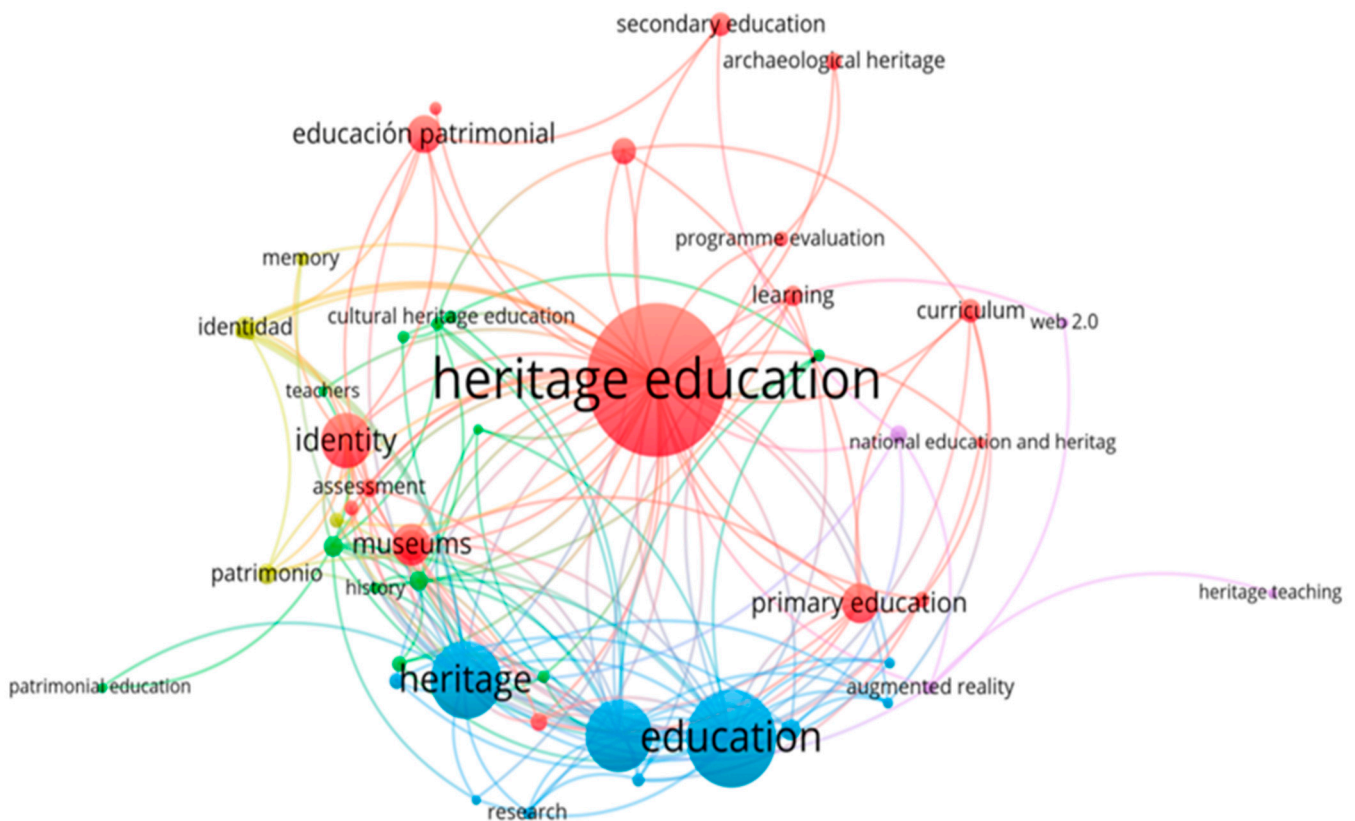 secondary education
archaeological heritage
educación patrimonial
programme evaluation
memory
learning
curriculum
web 2.0
cultural heritage education
identidad
heritage education
teachers
identity
national education and heritag
assessment
museums
patrimonio
history
heritage teaching
primary education
heritage
patrimonial education
augmented reality
education
research